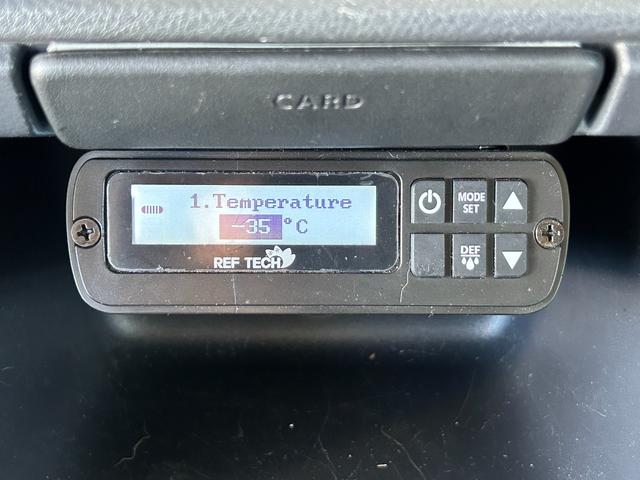 CARD
1.Temperature
-35°C
REF TECH
MODE
SET
DEF